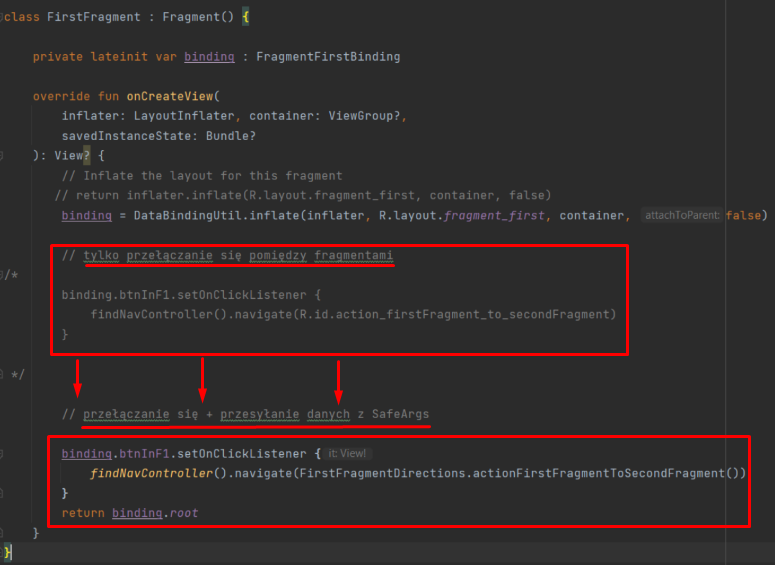 class FirstFragment : Fragment() {
private lateinit var binding : FragmentFirstBinding
override fun onCreateView(
inflater: LayoutInflater, container: ViewGroup?,
savedInstanceState: Bundle?
): View? {
// Inflate the layout for this fragment
// return inflater.inflate(R.layout.fragment_first, container, false)
binding = DataBindingUtil.inflate(inflater, R.layout.fragment_first, container, attachToParent: false)
// tylko przełączanie się pomiędzy fragmentami
/*
binding.btnInF1.setOnClickListener {
findNavController().navigate(R.id.action_firstFragment_to_secondFragment)
}
*/
// przełączanie się + przesyłanie danych z SafeArgs
binding.btnInF1.setOnClickListener { it: View!
findNavController().navigate(FirstFragmentDirections.actionFirstFragmentToSecondFragment())
}
return binding.root
}
}